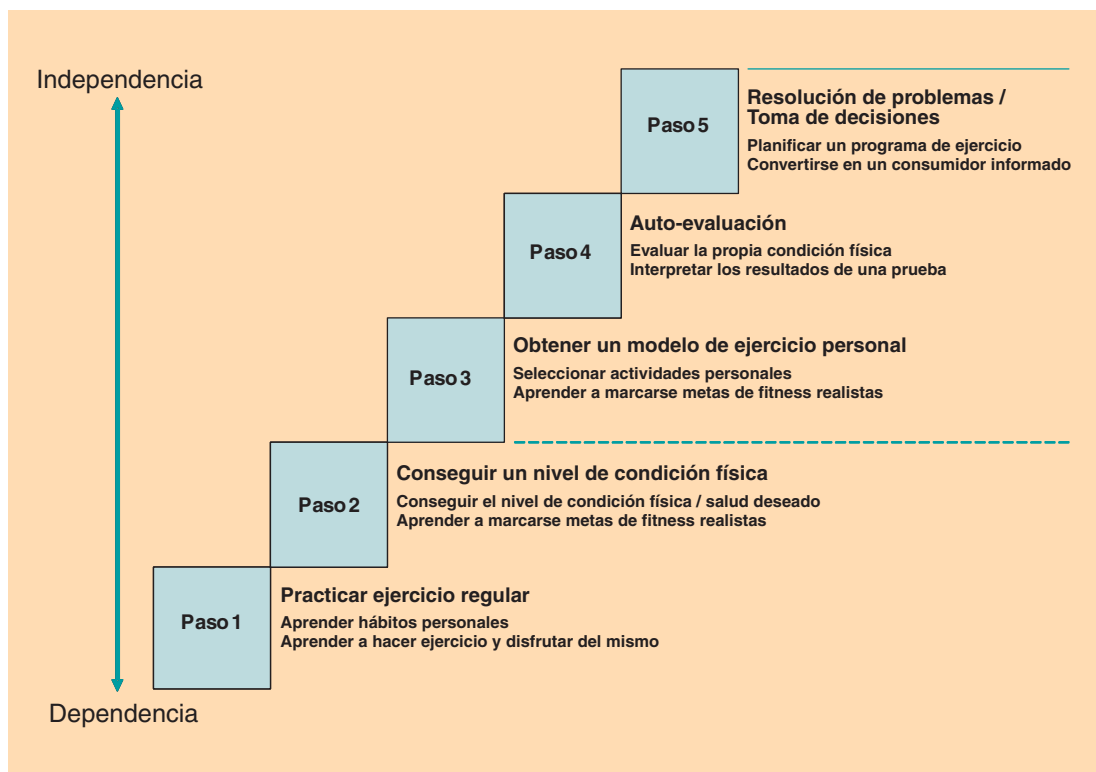 Independencia
Paso 5
Resolución de problemas /
Toma de decisiones
Planificar un programa de ejercicio
Convertirse en un consumidor informado
Paso 4
Auto-evaluación
Evaluar la propia condición física
Interpretar los resultados de una prueba
Paso 3
Obtener un modelo de ejercicio personal
Seleccionar actividades personales
Aprender a marcarse metas de fitness realistas
Paso 2
Conseguir un nivel de condición física
Conseguir el nivel de condición física / salud deseado
Aprender a marcarse metas de fitness realistas
Paso 1
Practicar ejercicio regular
Aprender hábitos personales
Aprender a hacer ejercicio y disfrutar del mismo
Dependencia